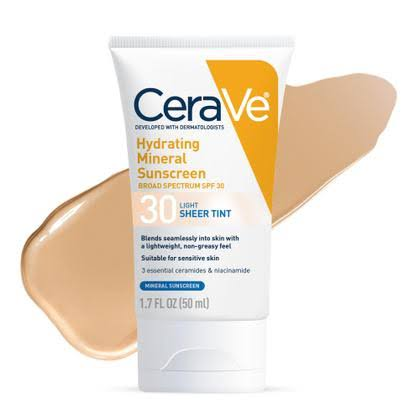 CeraVe®
DEVELOPED WITH DERMATOLOGISTS
Hydrating
Mineral
Sunscreen
BROAD SPECTRUM SPF 30
30 LIGHT
SHEER TINT
Blends seamlessly into skin with
a lightweight, non-greasy feel
Suitable for sensitive skin
3 essential ceramides & niacinamide
MINERAL SUNSCREEN
1.7 FL OZ (50 ml)